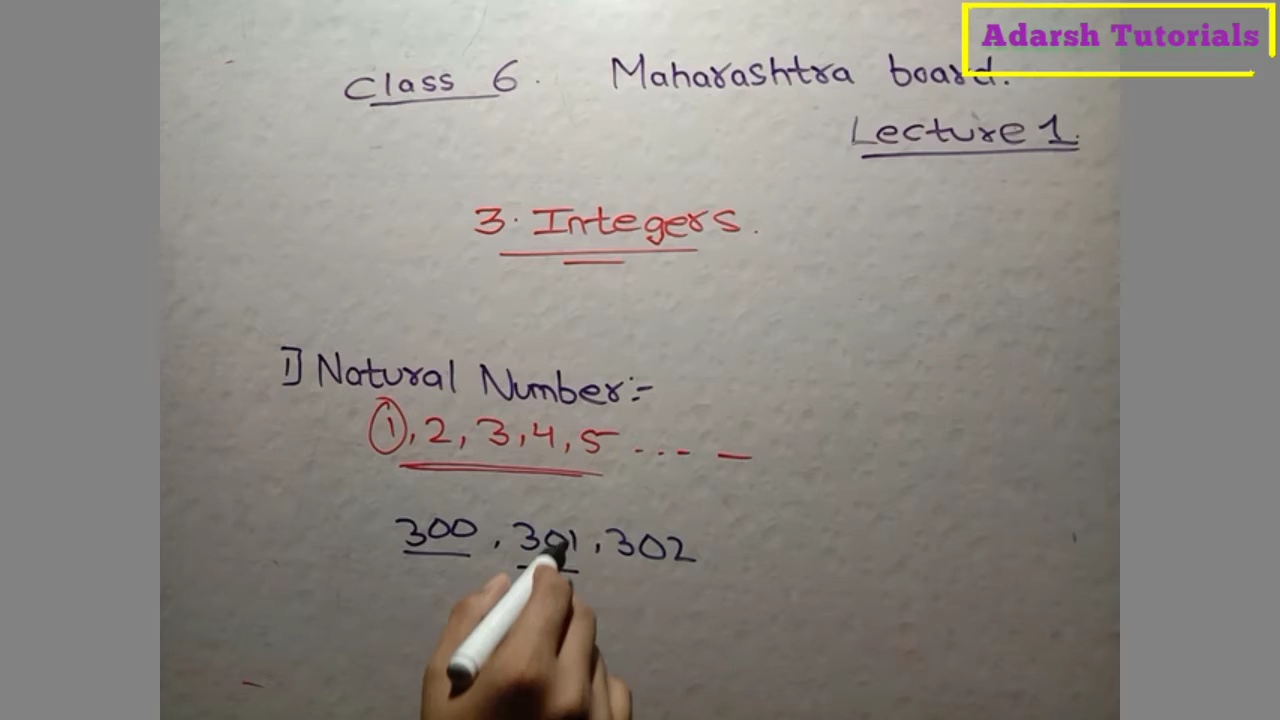 Adarsh Tutorials
Class 6. Maharashtra board.
Lecture 1.
3. Integers.
1] Natural Number:-
1, 2, 3, 4, 5 .... —
300, 301, 302